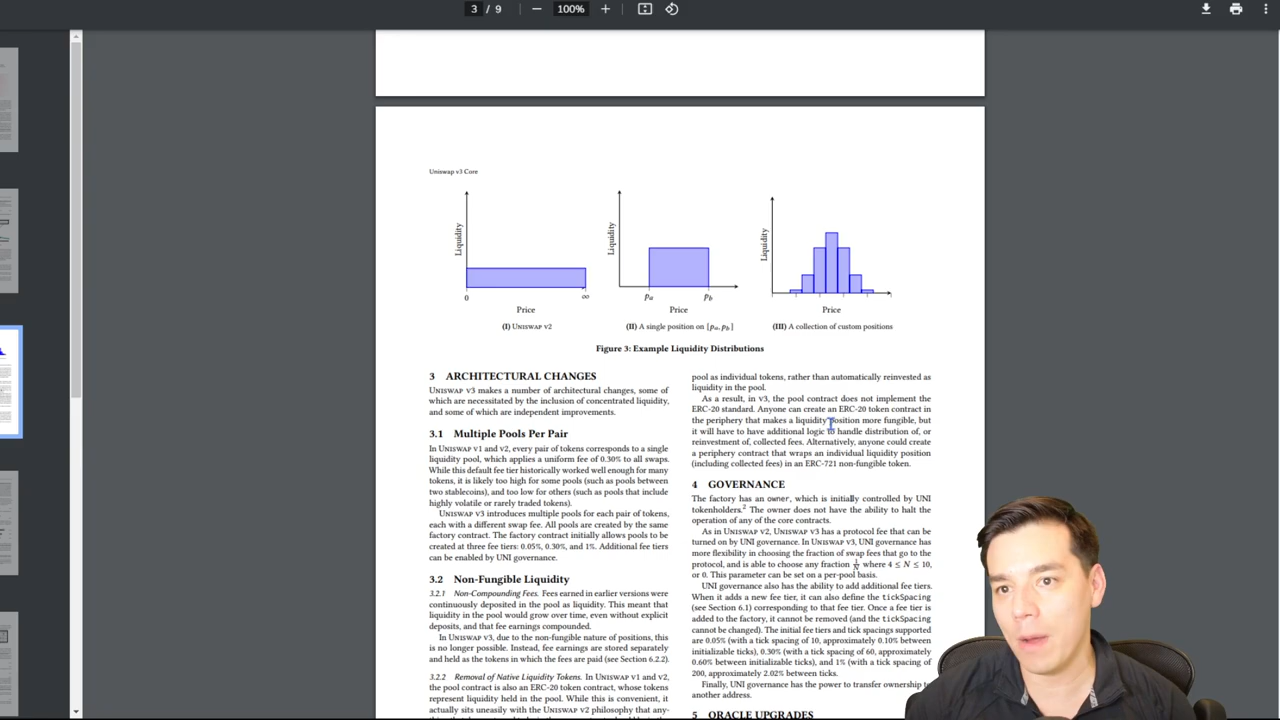 3 / 9
100%
Uniswap v3 Core
Liquidity
0
∞
Price
(I) Uniswap v2
Liquidity
pa
pb
Price
(II) A single position on [pa, pb]
Liquidity
Price
(III) A collection of custom positions
Figure 3: Example Liquidity Distributions
3 ARCHITECTURAL CHANGES
Uniswap v3 makes a number of architectural changes, some of
which are necessitated by the inclusion of concentrated liquidity,
and some of which are independent improvements.
3.1 Multiple Pools Per Pair
In Uniswap v1 and v2, every pair of tokens corresponds to a single
liquidity pool, which applies a uniform fee of 0.30% to all swaps.
While this default fee tier historically worked well enough for many
tokens, it is likely too high for some pools (such as pools between
two stablecoins), and too low for others (such as pools that include
highly volatile or rarely traded tokens).
Uniswap v3 introduces multiple pools for each pair of tokens,
each with a different swap fee. All pools are created by the same
factory contract. The factory contract initially allows pools to be
created at three fee tiers: 0.05%, 0.30%, and 1%. Additional fee tiers
can be enabled by UNI governance.
3.2 Non-Fungible Liquidity
3.2.1 Non-Compounding Fees. Fees earned in earlier versions were
continuously deposited in the pool as liquidity. This meant that
liquidity in the pool would grow over time, even without explicit
deposits, and that fee earnings compounded.
In Uniswap v3, due to the non-fungible nature of positions, this
is no longer possible. Instead, fee earnings are stored separately
and held as the tokens in which the fees are paid (see Section 6.2.2).
3.2.2 Removal of Native Liquidity Tokens. In Uniswap v1 and v2,
the pool contract is also an ERC-20 token contract, whose tokens
represent liquidity held in the pool. While this is convenient, it
actually sits uneasily with the Uniswap v2 philosophy that any-
pool as individual tokens, rather than automatically reinvested as
liquidity in the pool.
As a result, in v3, the pool contract does not implement the
ERC-20 standard. Anyone can create an ERC-20 token contract in
the periphery that makes a liquidity position more fungible, but
it will have to have additional logic to handle distribution of, or
reinvestment of, collected fees. Alternatively, anyone could create
a periphery contract that wraps an individual liquidity position
(including collected fees) in an ERC-721 non-fungible token.
4 GOVERNANCE
The factory has an owner, which is initially controlled by UNI
tokenholders.2 The owner does not have the ability to halt the
operation of any of the core contracts.
As in Uniswap v2, Uniswap v3 has a protocol fee that can be
turned on by UNI governance. In Uniswap v3, UNI governance has
more flexibility in choosing the fraction of swap fees that go to the
protocol, and is able to choose any fraction 1/N where 4 ≤ N ≤ 10,
or 0. This parameter can be set on a per-pool basis.
UNI governance also has the ability to add additional fee tiers.
When it adds a new fee tier, it can also define the tickSpacing
(see Section 6.1) corresponding to that fee tier. Once a fee tier is
added to the factory, it cannot be removed (and the tickSpacing
cannot be changed). The initial fee tiers and tick spacings supported
are 0.05% (with a tick spacing of 10, approximately 0.10% between
initializable ticks), 0.30% (with a tick spacing of 60, approximately
0.60% between initializable ticks), and 1% (with a tick spacing of
200, approximately 2.02% between ticks.
Finally, UNI governance has the power to transfer ownership
another address.
5 ORACLE UPGRADES